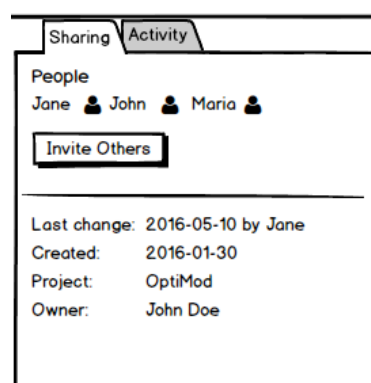 Sharing Activity
People
Jane John Maria
Invite Others
Last change: 2016-05-10 by Jane
Created: 2016-01-30
Project: OptiMod
Owner: John Doe